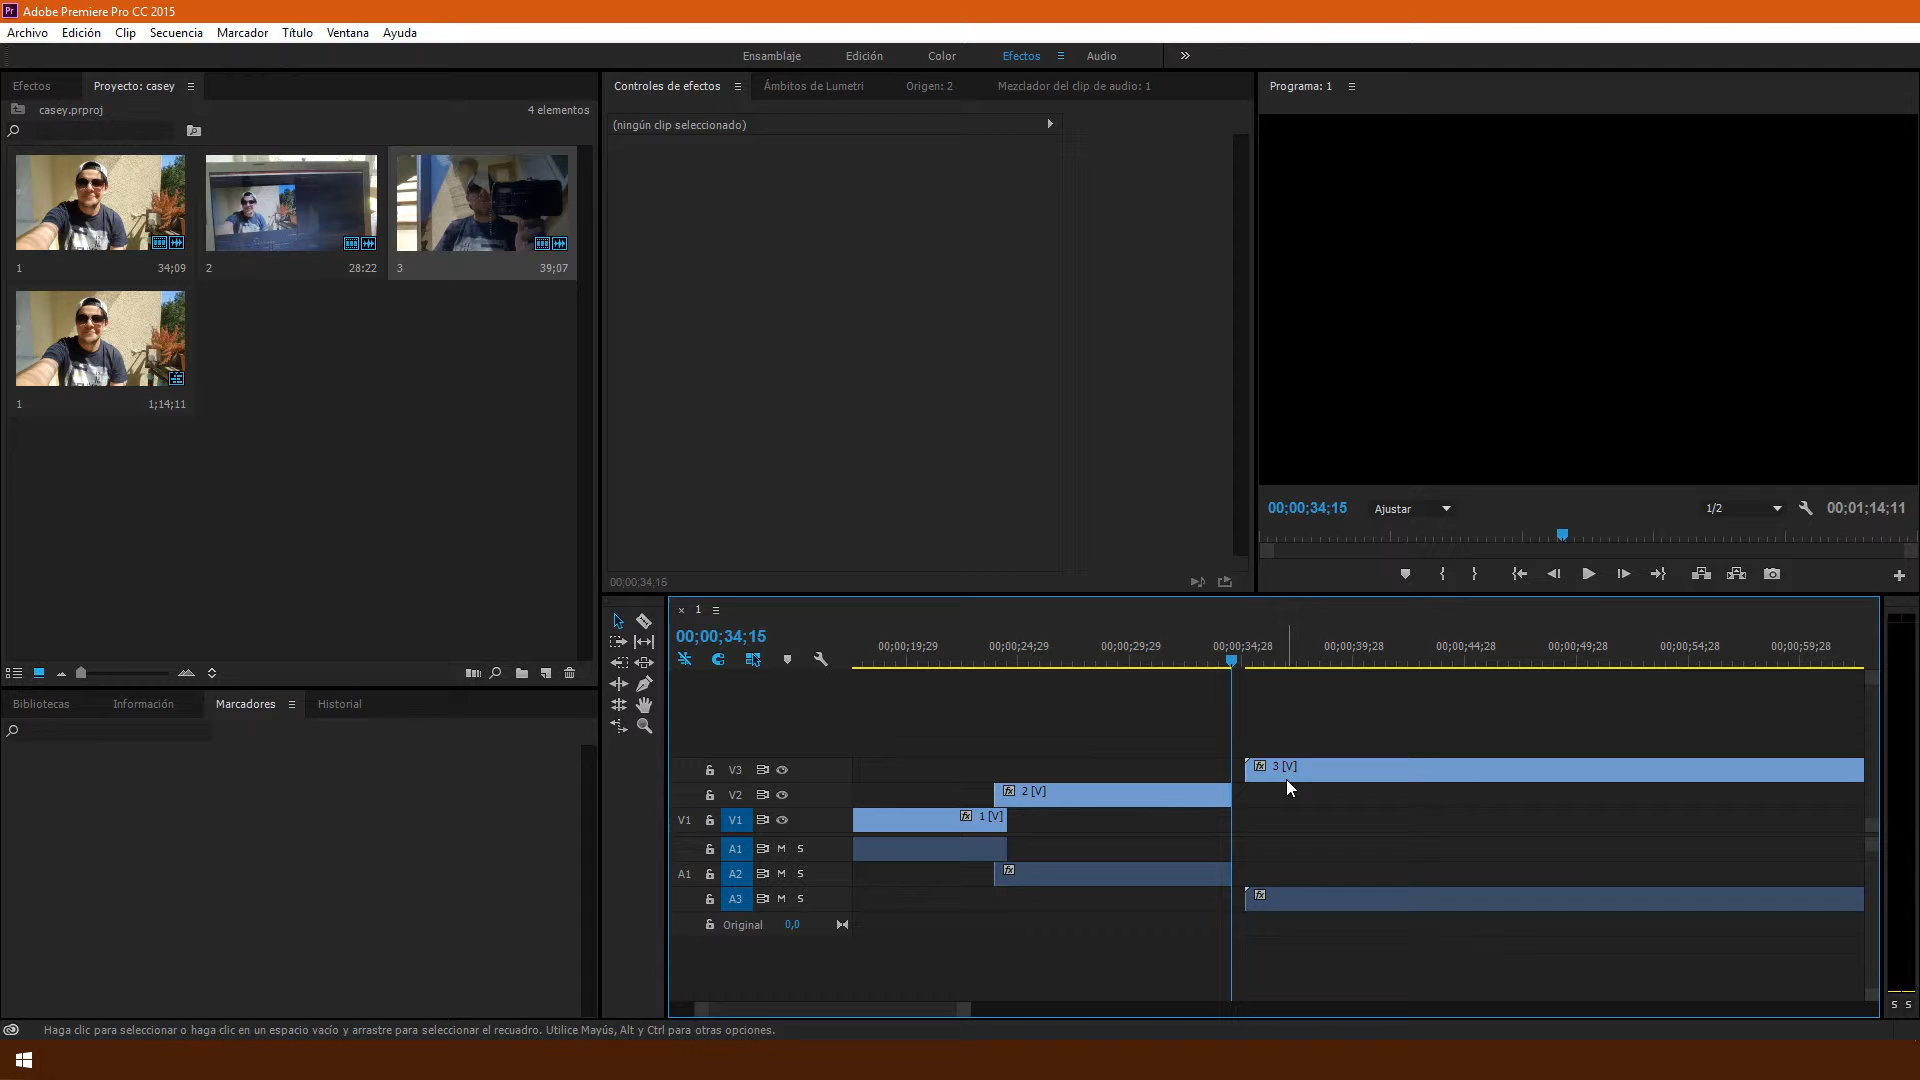 Pr Adobe Premiere Pro CC 2015
Archivo Edición Clip Secuencia Marcador Título Ventana Ayuda
Ensamblaje Edición Color Efectos Audio
Efectos Proyecto: casey
casey.prproj 4 elementos
1 34;09 2 28:22 3 39;07
1 1;14;11
Controles de efectos Ámbitos de Lumetri Origen: 2 Mezclador del clip de audio: 1
(ningún clip seleccionado)
00;00;34;15
Programa: 1
00;00;34;15 Ajustar 1/2 00;01;14;11
Bibliotecas Información Marcadores Historial
× 1
00;00;34;15
00;00;19;29 00;00;24;29 00;00;29;29 00;00;34;28 00;00;39;28 00;00;44;28 00;00;49;28 00;00;54;28 00;00;59;28
V3 fx 3 [V]
V2 fx 2 [V]
V1 V1 fx 1 [V]
A1 M S
A1 A2 M S fx
A3 M S fx
Original 0,0
S S
Haga clic para seleccionar o haga clic en un espacio vacío y arrastre para seleccionar el recuadro. Utilice Mayús, Alt y Ctrl para otras opciones.